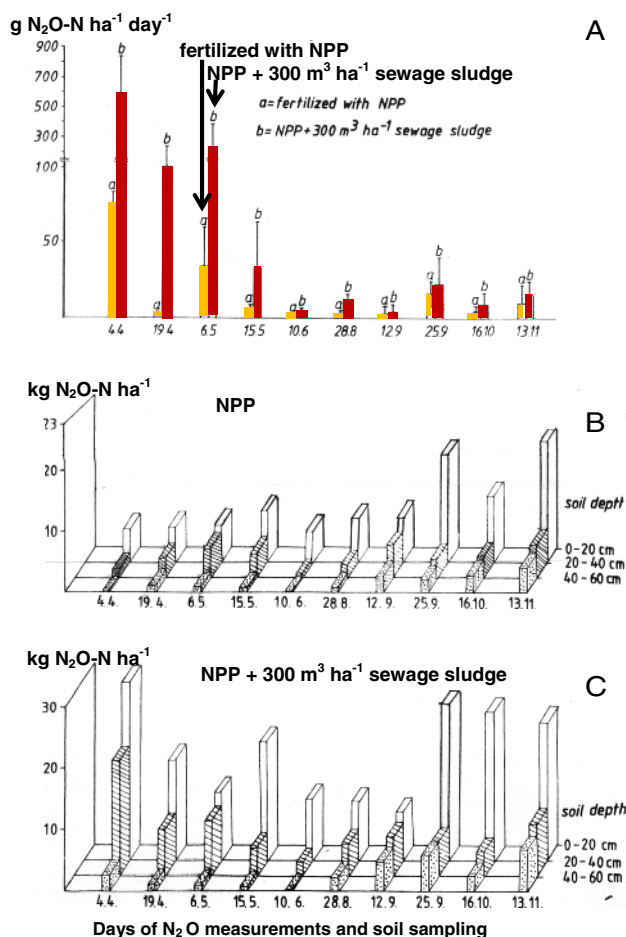 g N₂O-N ha⁻¹ day⁻¹
A
900
700
500
300
100
50
fertilized with NPP
NPP + 300 m³ ha⁻¹ sewage sludge
a=fertilized with NPP
b=NPP+300 m³ ha⁻¹ sewage sludge
a b a b a b a b a b a b a b a b a b a b
4.4 19.4 6.5 15.5 10.6 28.8 12.9 25.9 16.10 13.11
kg N₂O-N ha⁻¹
NPP
B
23
20
10
soil depth
0-20 cm
20-40 cm
40-60 cm
4.4. 19.4. 6.5. 15.5. 10.6. 28.8. 12.9. 25.9. 16.10. 13.11.
kg N₂O-N ha⁻¹
NPP + 300 m³ ha⁻¹ sewage sludge
C
30
20
10
soil depth
0-20 cm
20-40 cm
40-60 cm
4.4. 19.4. 6.5. 15.5. 10.6. 28.8. 12.9. 25.9. 16.10. 13.11.
Days of N₂O measurements and soil sampling